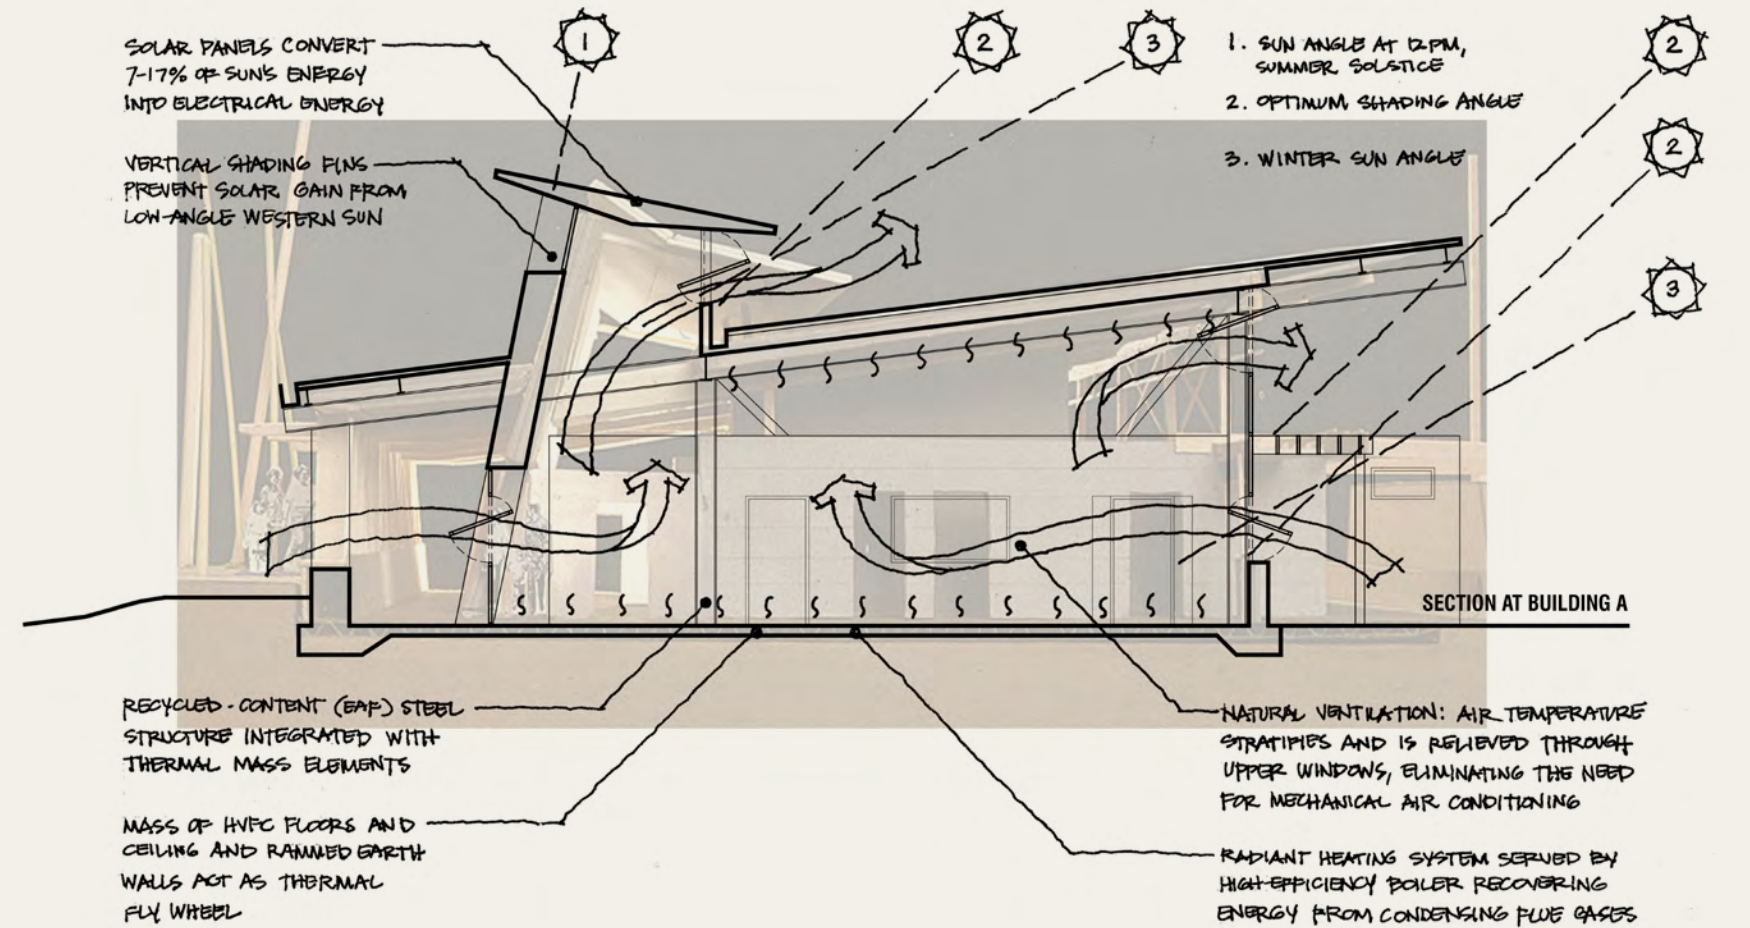 SOLAR PANELS CONVERT
7-17% OF SUN'S ENERGY
INTO ELECTRICAL ENERGY
VERTICAL SHADING FINS
PREVENT SOLAR GAIN FROM
LOW-ANGLE WESTERN SUN
1
2
3
1. SUN ANGLE AT 12PM,
SUMMER SOLSTICE
2. OPTIMUM SHADING ANGLE
3. WINTER SUN ANGLE
2
2
3
SECTION AT BUILDING A
RECYCLED-CONTENT (EAF) STEEL
STRUCTURE INTEGRATED WITH
THERMAL MASS ELEMENTS
MASS OF HVFC FLOORS AND
CEILING AND RAMMED EARTH
WALLS ACT AS THERMAL
FLY WHEEL
NATURAL VENTILATION: AIR TEMPERATURE
STRATIFIES AND IS RELIEVED THROUGH
UPPER WINDOWS, ELIMINATING THE NEED
FOR MECHANICAL AIR CONDITIONING
RADIANT HEATING SYSTEM SERVED BY
HIGH-EFFICIENCY BOILER RECOVERING
ENERGY FROM CONDENSING FLUE GASES